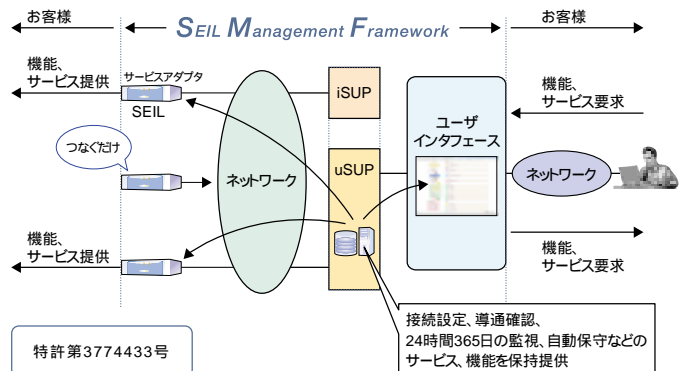 お客様
SEIL Management Framework
お客様
機能、
サービス提供
サービスアダプタ
SEIL
iSUP
機能、
サービス要求
ユーザ
インタフェース
つなぐだけ
ネットワーク
uSUP
ネットワーク
機能、
サービス提供
機能、
サービス要求
接続設定、導通確認、
24時間365日の監視、自動保守などの
サービス、機能を保持提供
特許第3774433号